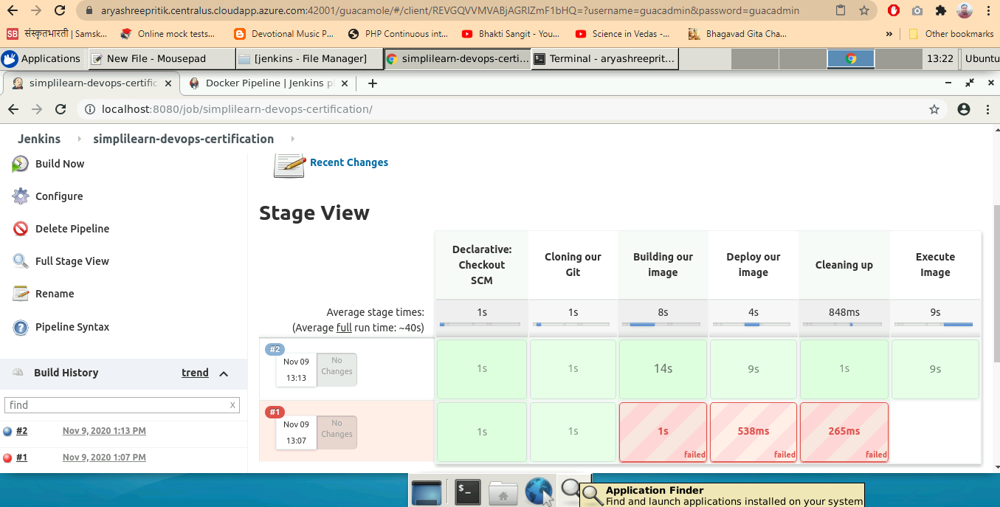 aryashreepritik.centralus.cloudapp.azure.com:42001/guacamole/#/client/REVGQVVMVABjAGRlZmF1bHQ=?username=guacadmin&password=guacadmin
SB संस्कृतभारती | Samsk... Online mock tests... Devotional Music P... PHP Continuous int... Bhakti Sangit - You... Science in Vedas -... Bhagavad Gita Cha... » Other bookmarks
Applications New File - Mousepad [jenkins - File Manager] simplilearn-devops-certi... Terminal - aryashreeprit... 13:22 Ubuntu
simplilearn-devops-certific Docker Pipeline | Jenkins pl
localhost:8080/job/simplilearn-devops-certification/
Jenkins simplilearn-devops-certification
Build Now
Configure
Delete Pipeline
Full Stage View
Rename
Pipeline Syntax
Build History trend
find x
#2 Nov 9, 2020 1:13 PM
#1 Nov 9, 2020 1:07 PM
Recent Changes
Stage View
Declarative:
Checkout
SCM
Cloning our
Git
Building our
image
Deploy our
image
Cleaning up
Execute
Image
Average stage times:
(Average full run time: ~40s)
1s 1s 8s 4s 848ms 9s
#2
Nov 09
13:13
No
Changes
1s 1s 14s 9s 1s 9s
#1
Nov 09
13:07
No
Changes
1s 1s 1s 538ms 265ms
failed failed failed
$_
Application Finder
Find and launch applications installed on your system